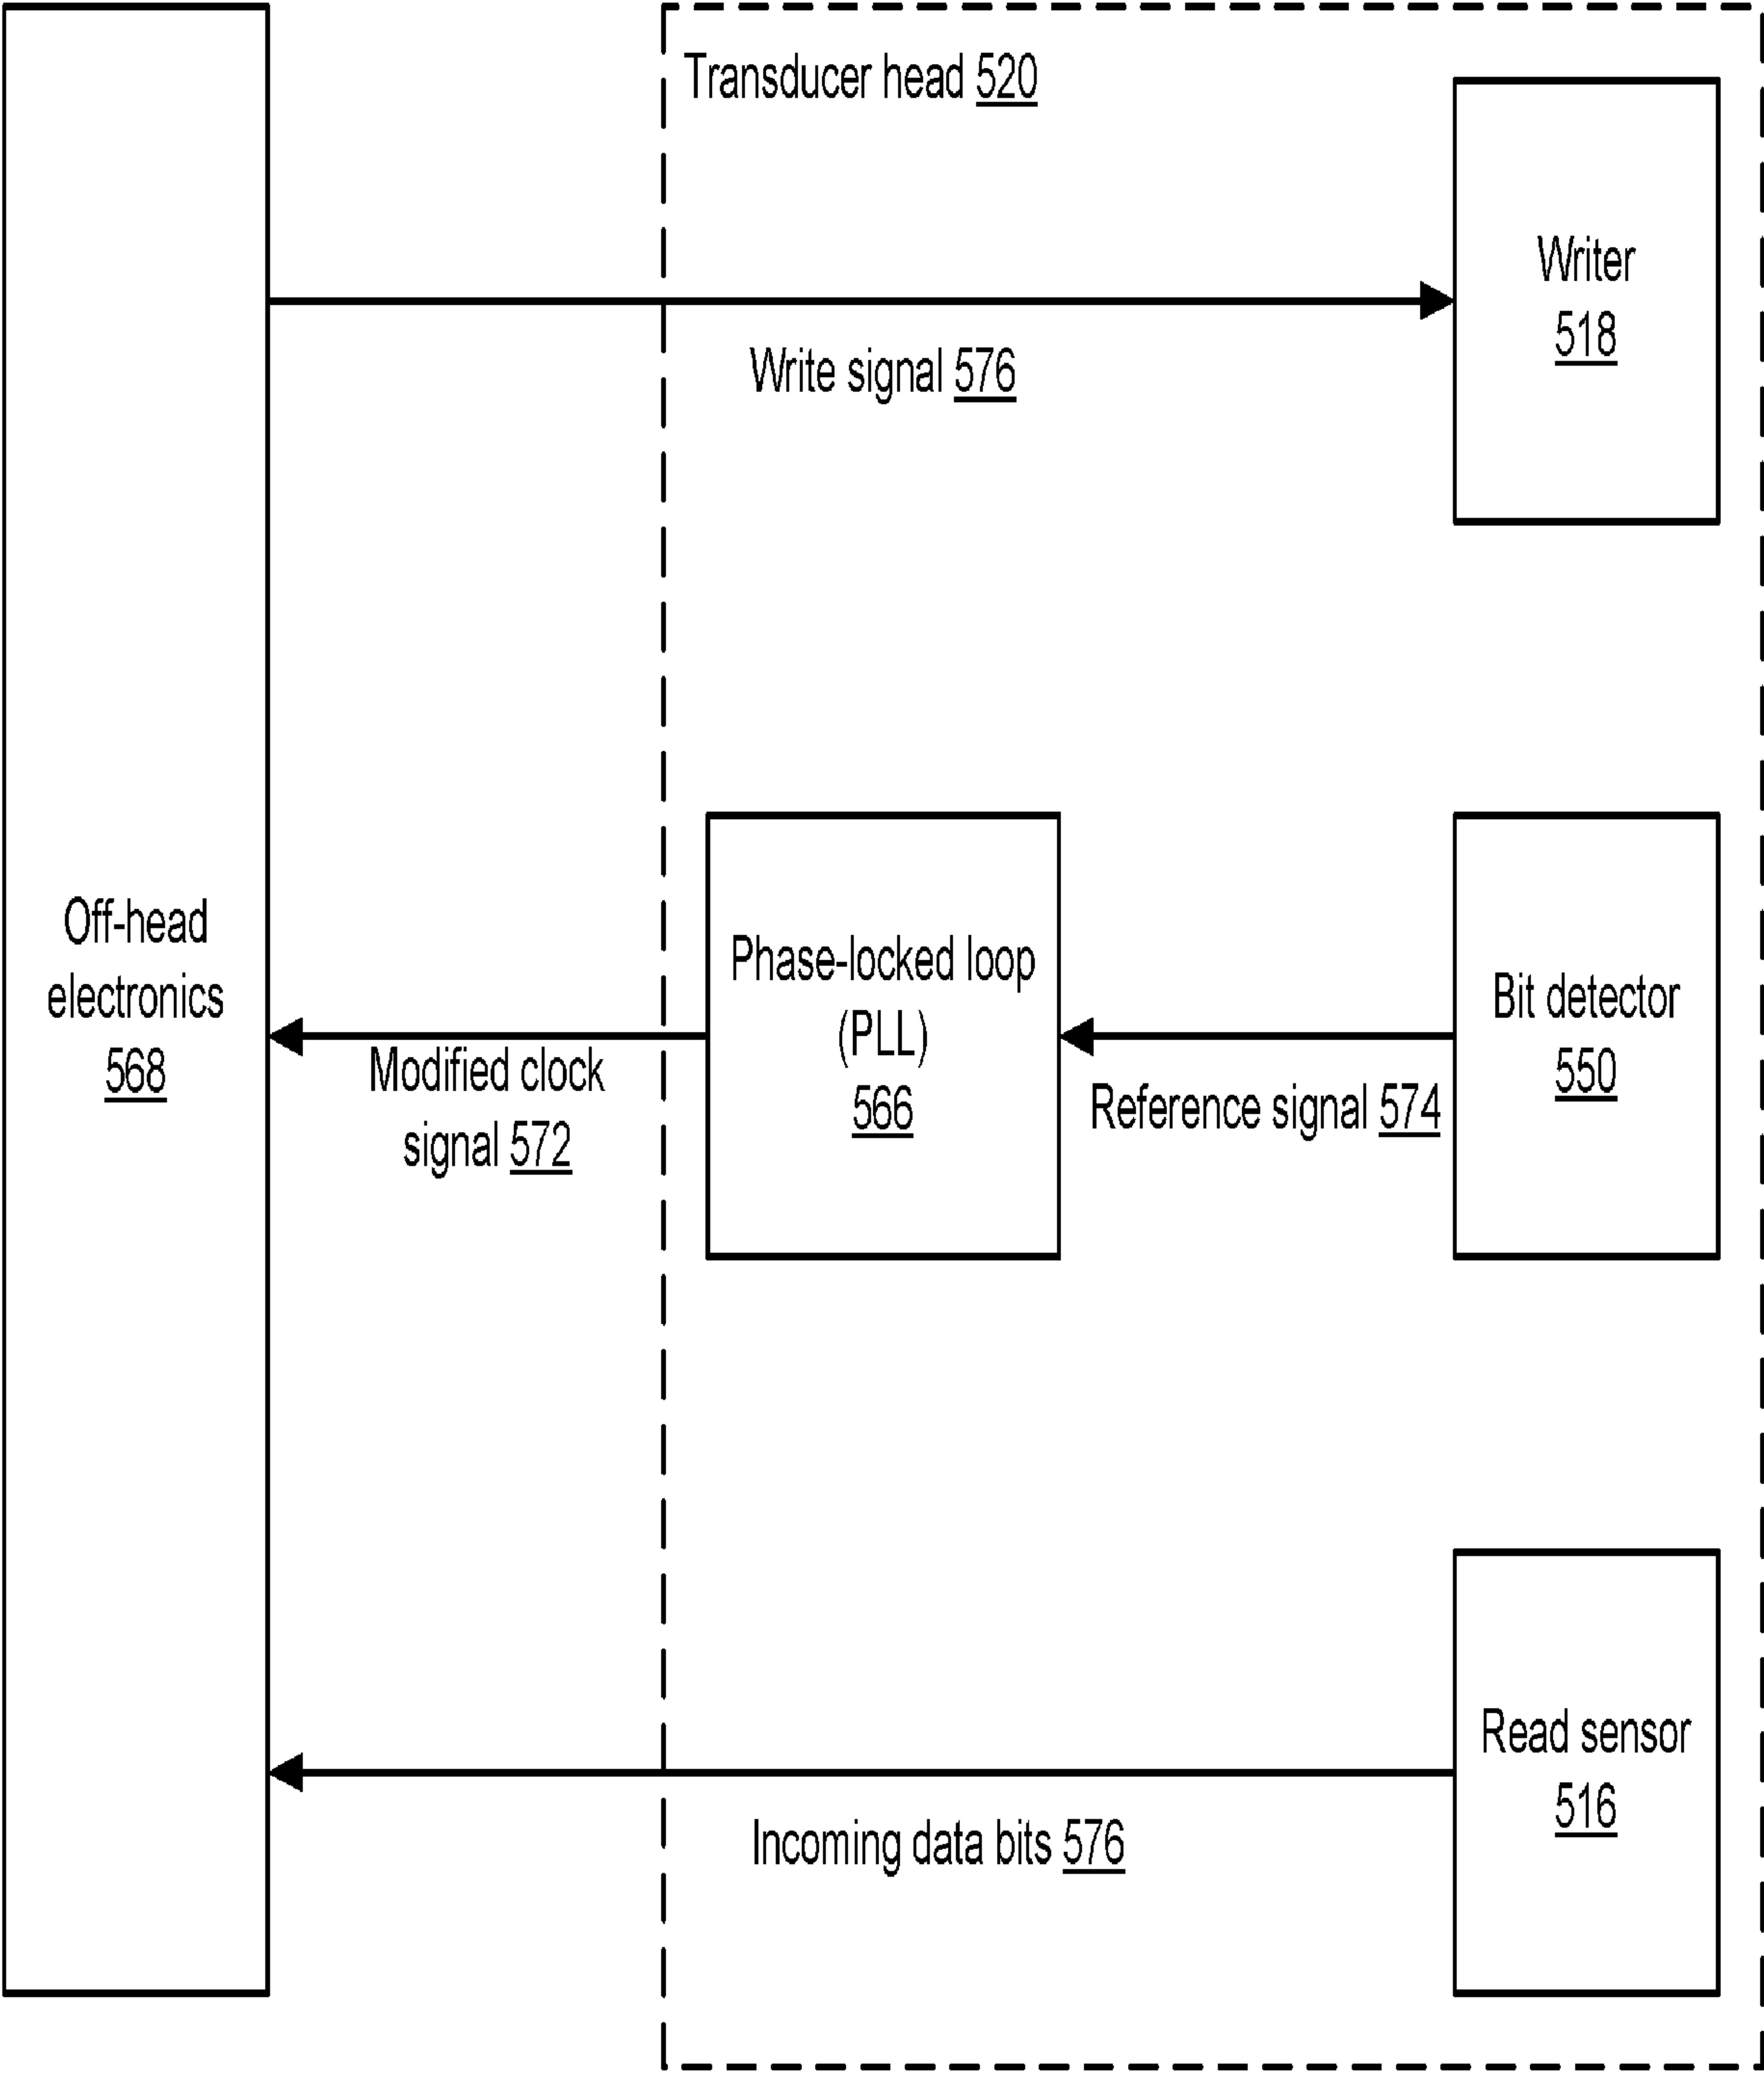 Transducer head 520
Writer
518
Write signal 576
Off-head
electronics
568
Modified clock
signal 572
Phase-locked loop
(PLL)
566
Reference signal 574
Bit detector
550
Read sensor
516
Incoming data bits 576